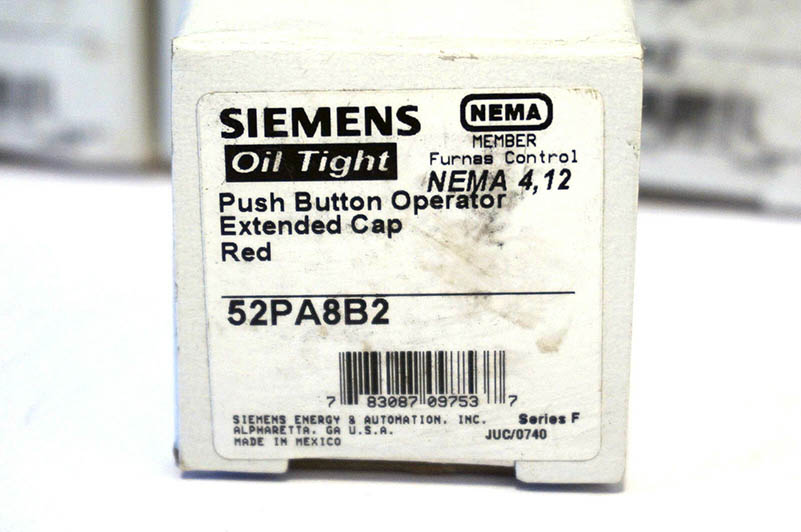 SIEMENS
NEMA
MEMBER
Oil Tight
Furnas Control
NEMA 4,12
Push Button Operator
Extended Cap
Red
52PA8B2
7 83087 09753 7
SIEMENS ENERGY & AUTOMATION, INC.
Series F
ALPHARETTA, GA U.S.A.
JUC/0740
MADE IN MEXICO